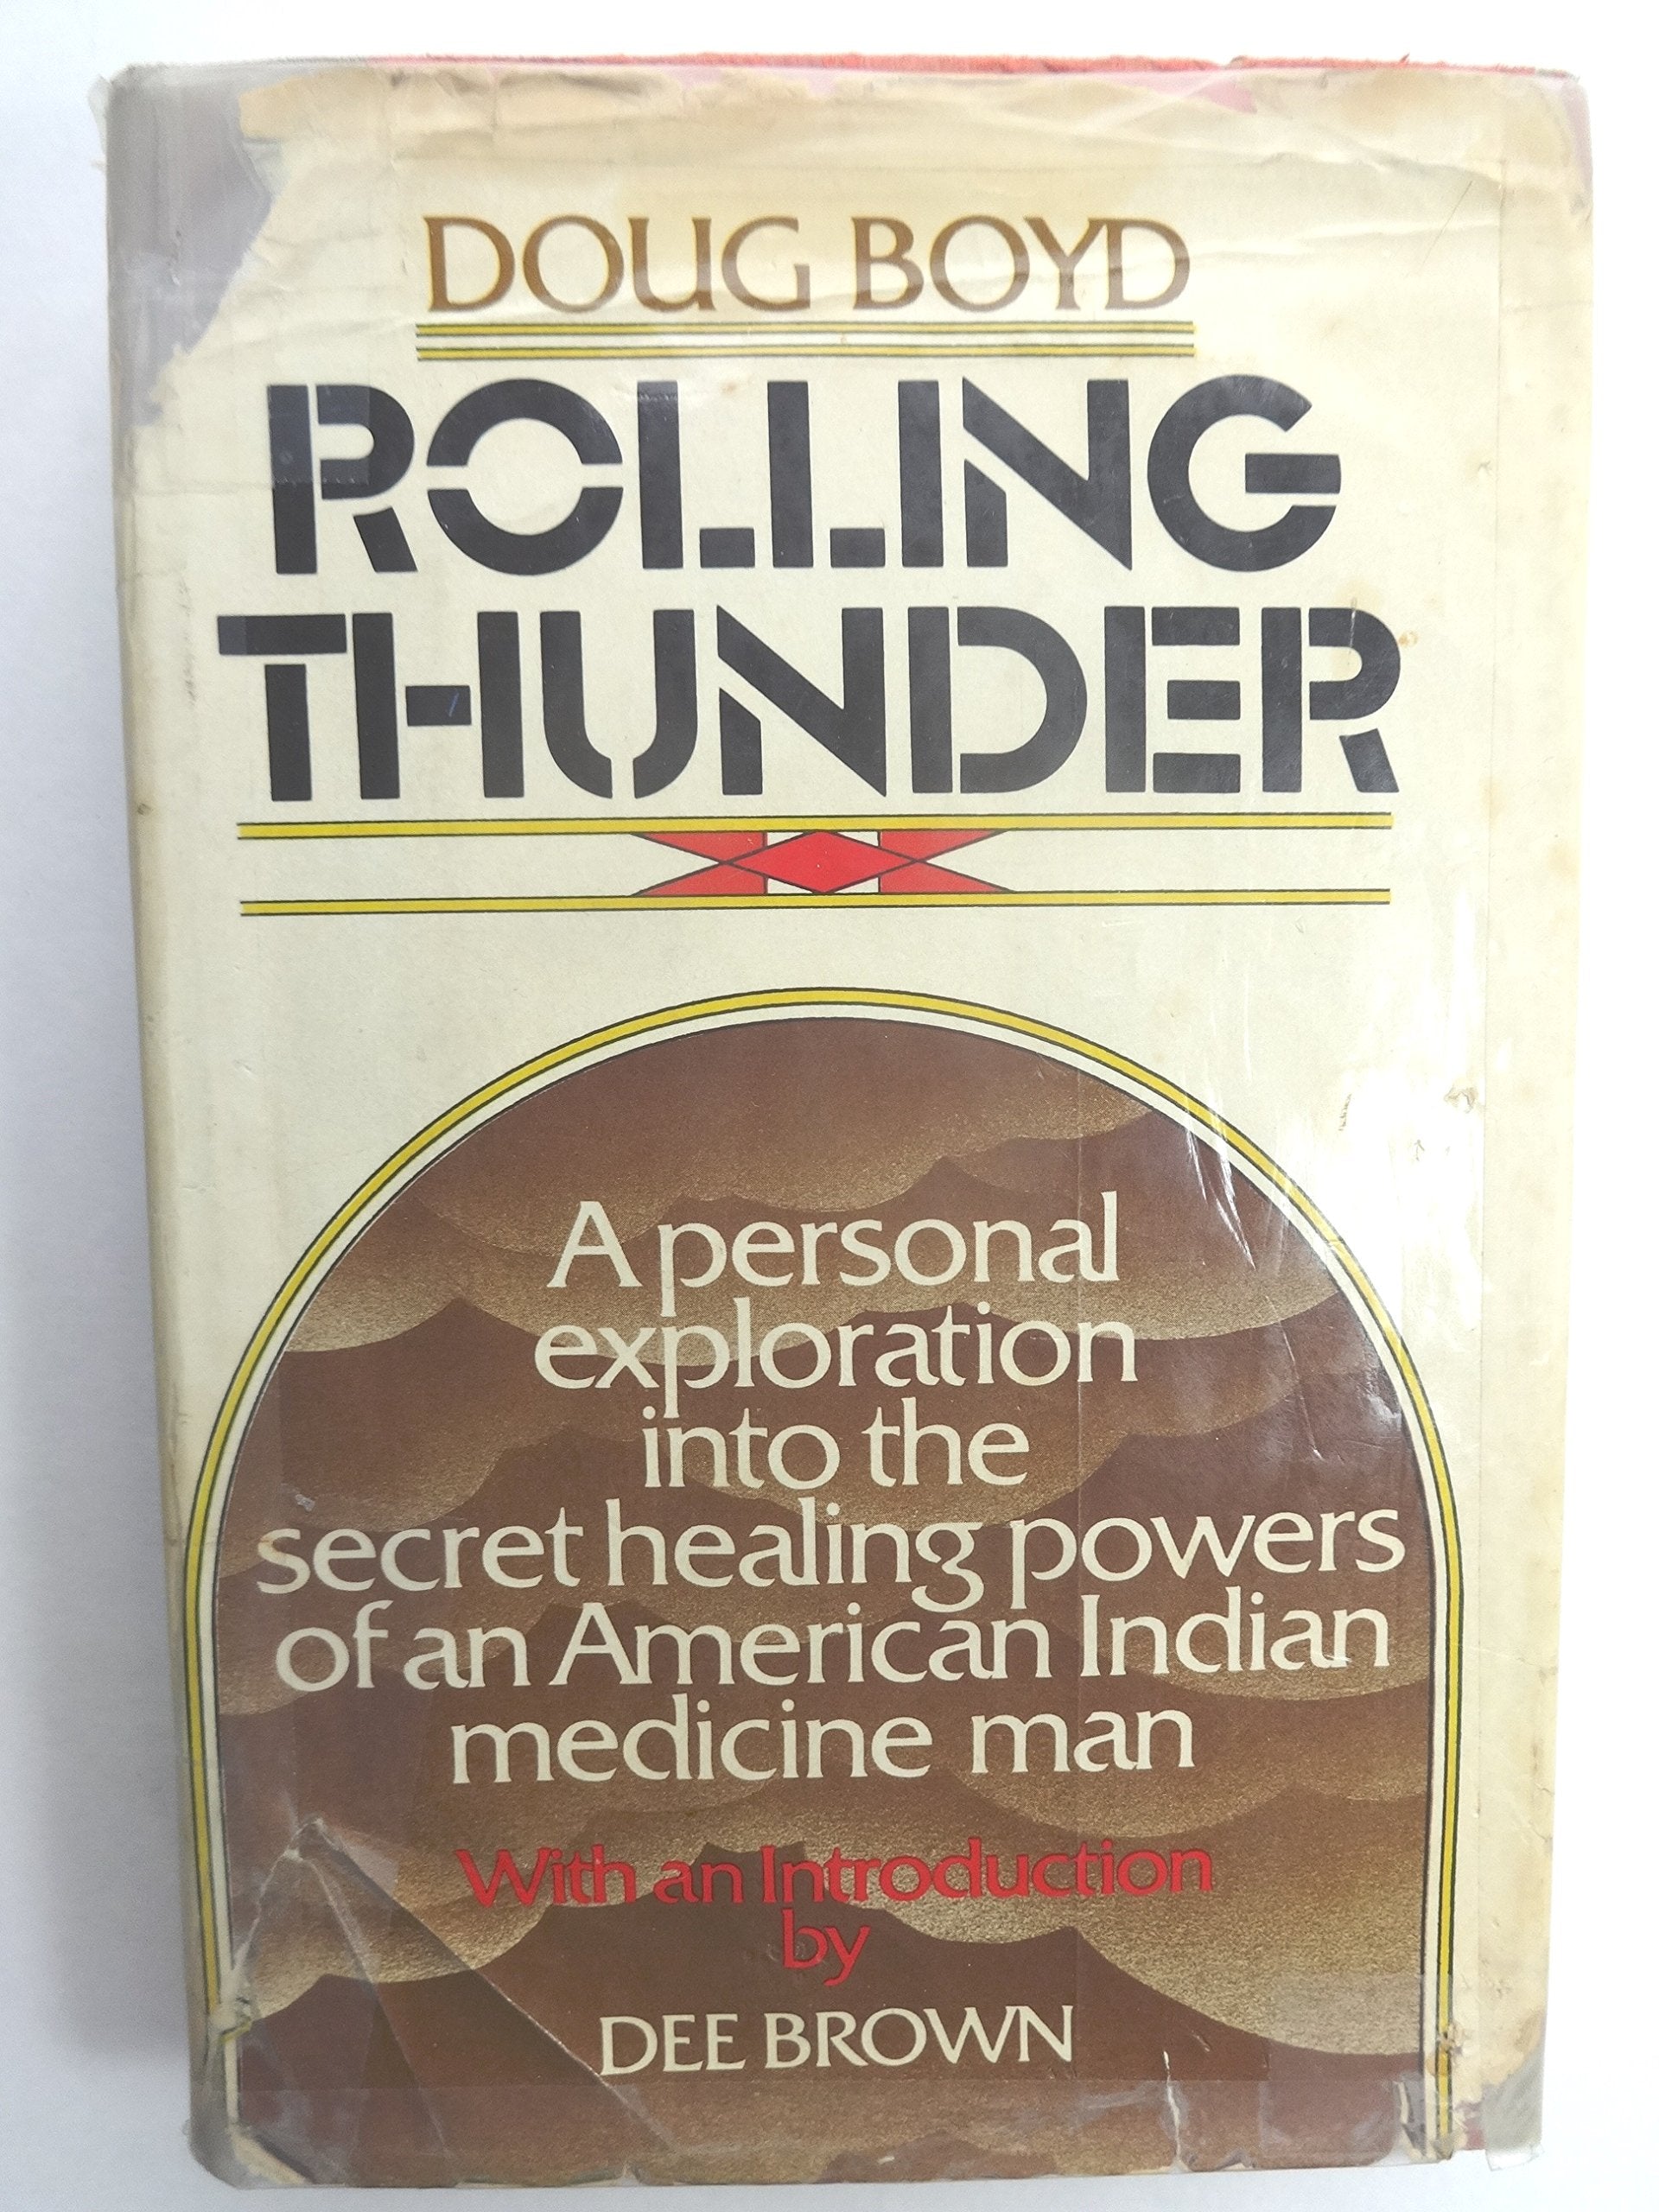 DOUG BOYD
ROLLING
THUNDER
A personal
exploration
into the
secret healing powers
of an American Indian
medicine man
With an Introduction
by
DEE BROWN